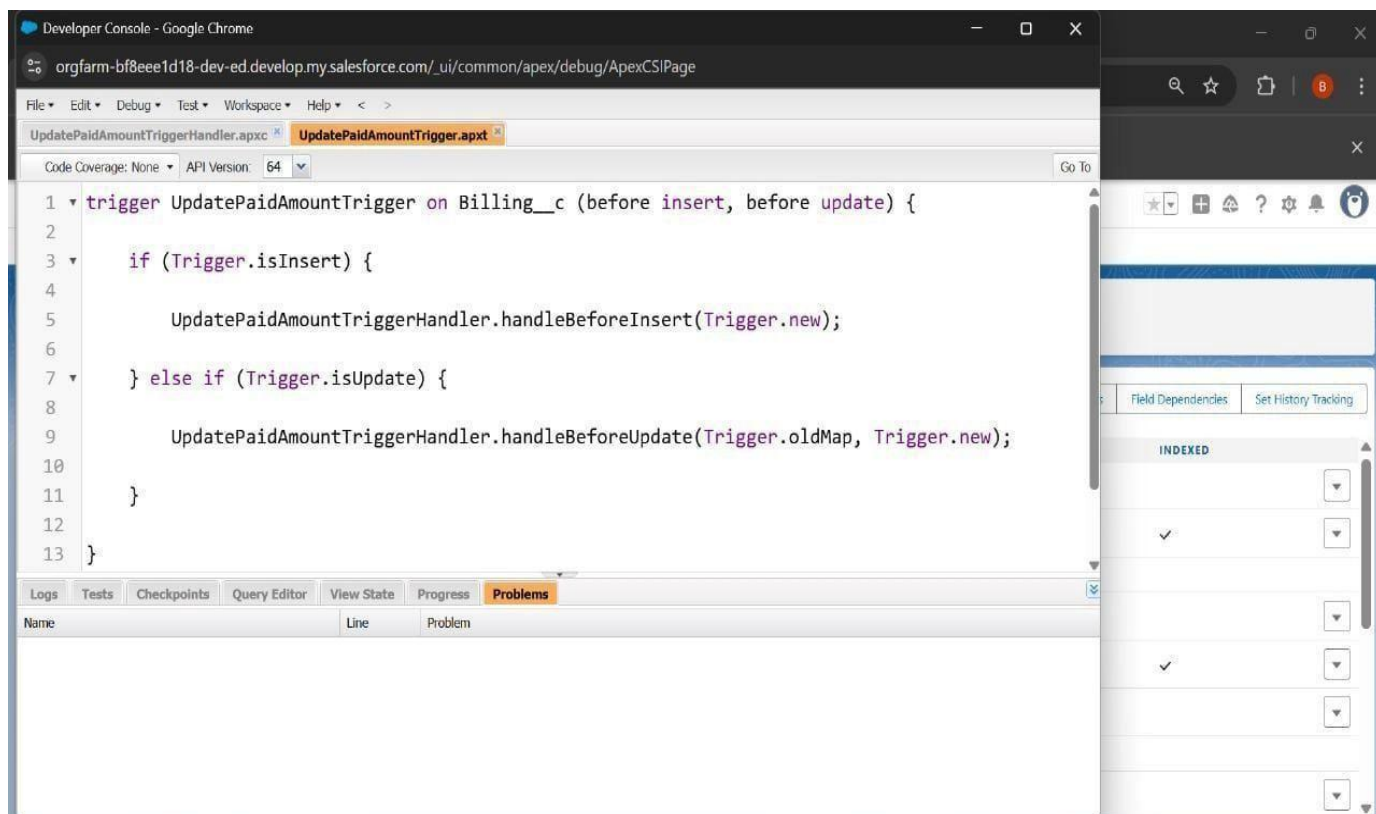 Developer Console - Google Chrome
orgfarm-bf8eee1d18-dev-ed.develop.my.salesforce.com/_ui/common/apex/debug/ApexCSIPage
File Edit Debug Test Workspace Help < >
UpdatePaidAmountTriggerHandler.apxc UpdatePaidAmountTrigger.apxt
Code Coverage: None API Version: 64 Go To
1 trigger UpdatePaidAmountTrigger on Billing__c (before insert, before update) {
2
3 if (Trigger.isInsert) {
4
5 UpdatePaidAmountTriggerHandler.handleBeforeInsert(Trigger.new);
6
7 } else if (Trigger.isUpdate) {
8
9 UpdatePaidAmountTriggerHandler.handleBeforeUpdate(Trigger.oldMap, Trigger.new);
10
11 }
12
13 }
Logs Tests Checkpoints Query Editor View State Progress Problems
Name Line Problem
B
Field Dependencies Set History Tracking
INDEXED